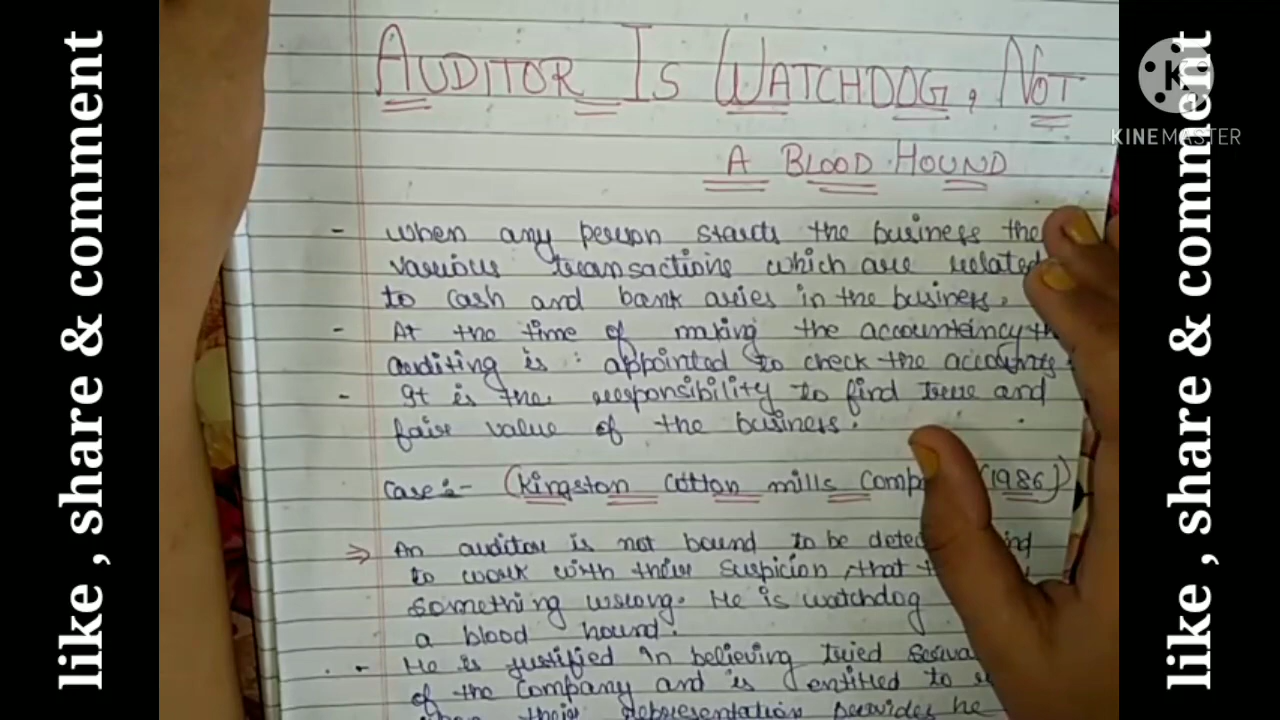 like , share & comment
AUDITOR IS WATCHDOG, NOT
A BLOOD HOUND
- When any person starts the business the
various transactions which are related
to cash and bank aries in the business.
- At the time of making the accountancy
auditing is : appointed to check the accounts.
- It is the responsibility to find true and
fair value of the business.
Case :- (Kingston Cotton mills (1986)
⇒ An auditor is not bound to be
to work with their suspicion, that
something wrong. He is watchdog
a blood hound.
- He is justified in believing tried
of the company and is entitled to
their representation provides he
KINEMASTER
like , share & comment